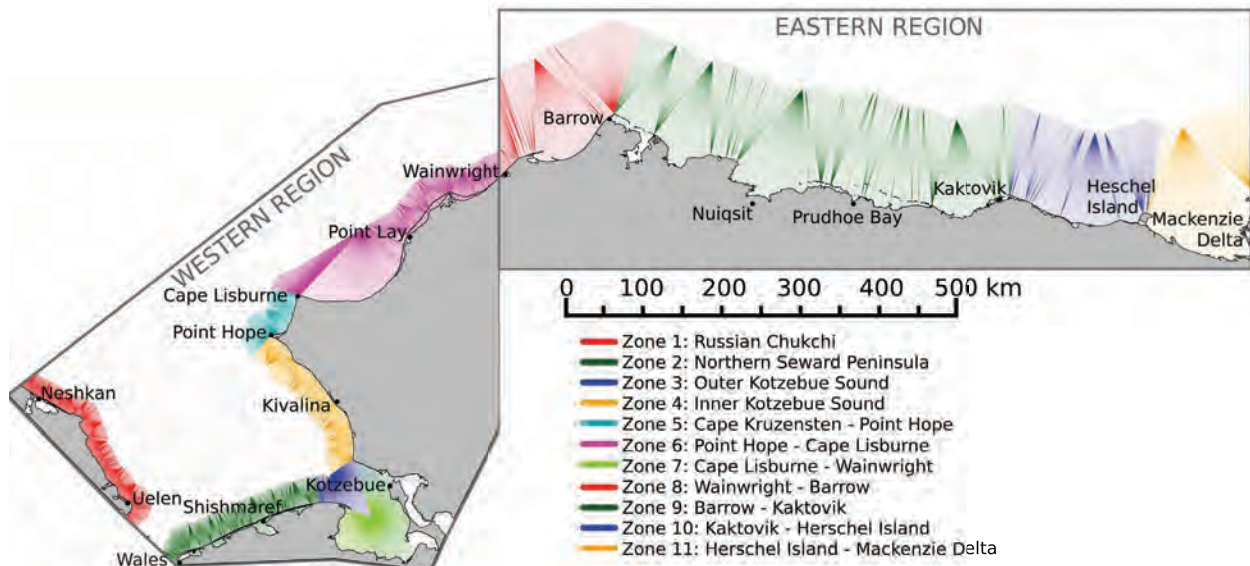 EASTERN REGION
WESTERN REGION
Barrow
Wainwright
Kaktovik
Heschel
Island
Nuiqsit
Prudhoe Bay
Mackenzie
Delta
Point Lay
Cape Lisburne
Point Hope
Neshkan
Kivalina
Uelen
Shishmaref
Kotzebue
Wales
0 100 200 300 400 500 km
Zone 1: Russian Chukchi
Zone 2: Northern Seward Peninsula
Zone 3: Outer Kotzebue Sound
Zone 4: Inner Kotzebue Sound
Zone 5: Cape Kruzensten - Point Hope
Zone 6: Point Hope - Cape Lisburne
Zone 7: Cape Lisburne - Wainwright
Zone 8: Wainwright - Barrow
Zone 9: Barrow - Kaktovik
Zone 10: Kaktovik - Herschel Island
Zone 11: Herschel Island - Mackenzie Delta